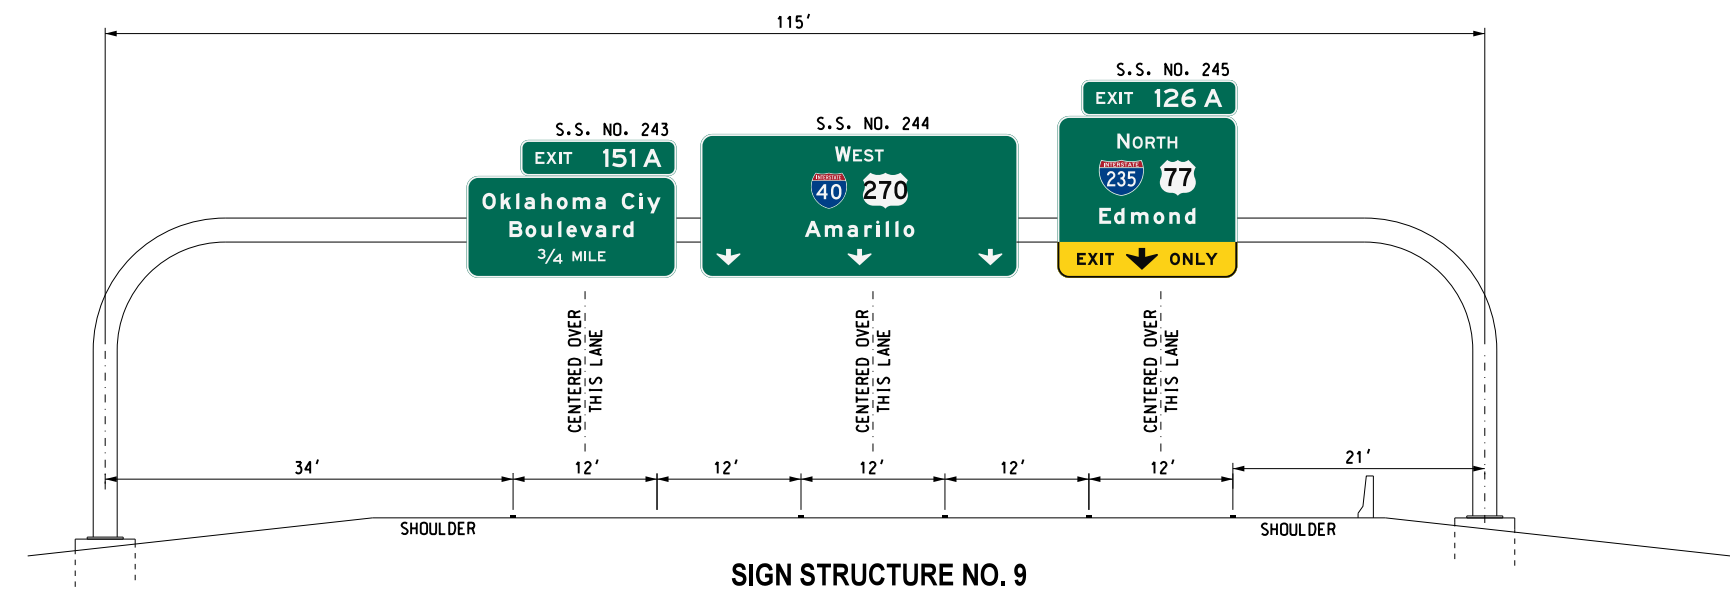 115'
S.S. NO. 243
EXIT 151 A
Oklahoma Ciy
Boulevard
3/4 MILE
S.S. NO. 244
WEST
INTERSTATE
40 270
Amarillo
S.S. NO. 245
EXIT 126 A
NORTH
INTERSTATE
235 77
Edmond
EXIT ONLY
CENTERED OVER
THIS LANE
CENTERED OVER
THIS LANE
CENTERED OVER
THIS LANE
34' 12' 12' 12' 12' 12' 21'
SHOULDER SHOULDER
SIGN STRUCTURE NO. 9